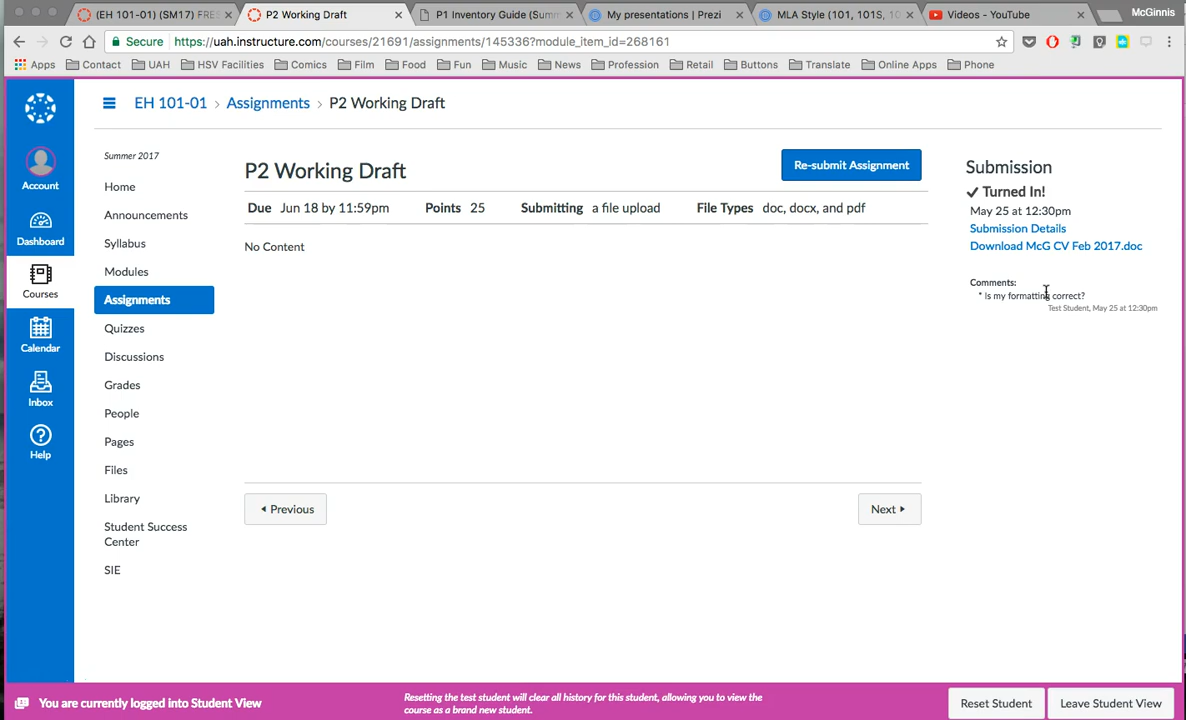 (EH 101-01) (SM17) FRES
P2 Working Draft
P1 Inventory Guide (Summ
My presentations | Prezi
MLA Style (101, 101S, 10
Videos - YouTube
McGinnis
Secure
https://uah.instructure.com/courses/21691/assignments/145336?module_item_id=268161
Apps
Contact
UAH
HSV Facilities
Comics
Film
Food
Fun
Music
News
Profession
Retail
Buttons
Translate
Online Apps
Phone
EH 101-01 > Assignments > P2 Working Draft
Account
Dashboard
Courses
Calendar
Inbox
Help
Summer 2017
Home
Announcements
Syllabus
Modules
Assignments
Quizzes
Discussions
Grades
People
Pages
Files
Library
Student Success
Center
SIE
P2 Working Draft
Re-submit Assignment
Due Jun 18 by 11:59pm
Points 25
Submitting a file upload
File Types doc, docx, and pdf
No Content
Previous
Next
Submission
Turned In!
May 25 at 12:30pm
Submission Details
Download McG CV Feb 2017.doc
Comments:
* Is my formatting correct?
Test Student, May 25 at 12:30pm
You are currently logged into Student View
Resetting the test student will clear all history for this student, allowing you to view the
course as a brand new student.
Reset Student
Leave Student View